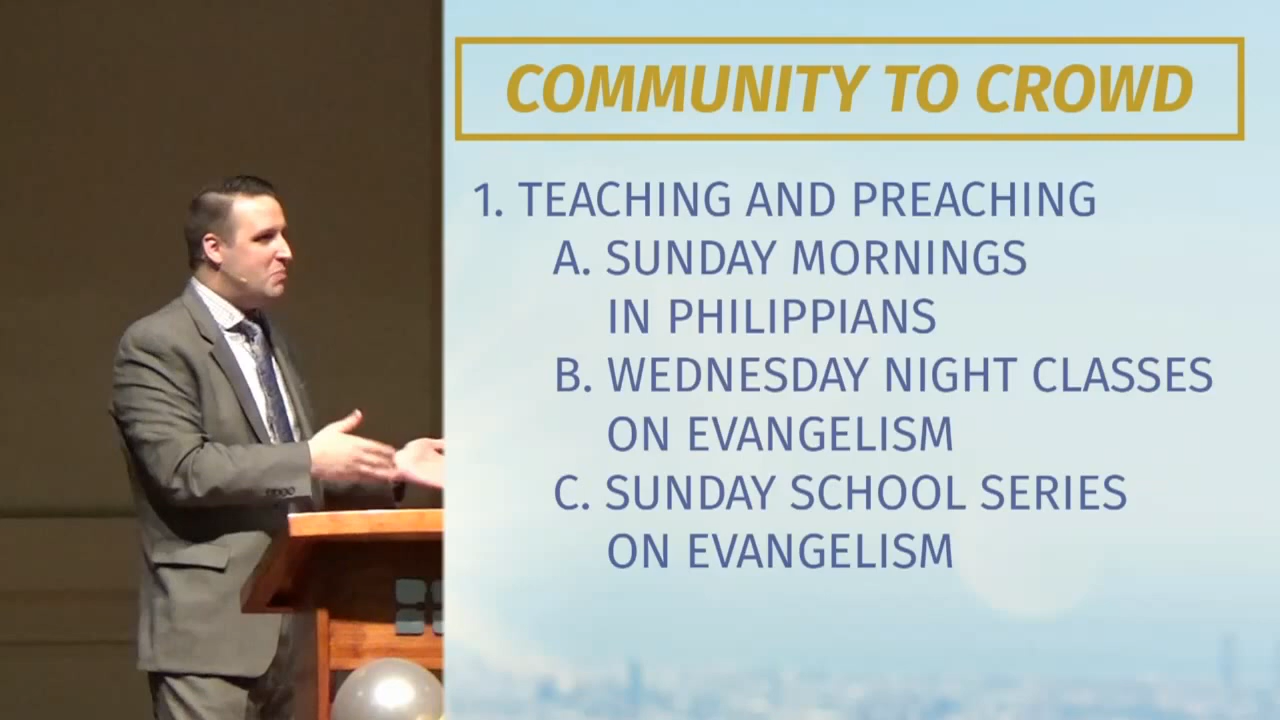 COMMUNITY TO CROWD
1. TEACHING AND PREACHING
A. SUNDAY MORNINGS
IN PHILIPPIANS
B. WEDNESDAY NIGHT CLASSES
ON EVANGELISM
C. SUNDAY SCHOOL SERIES
ON EVANGELISM